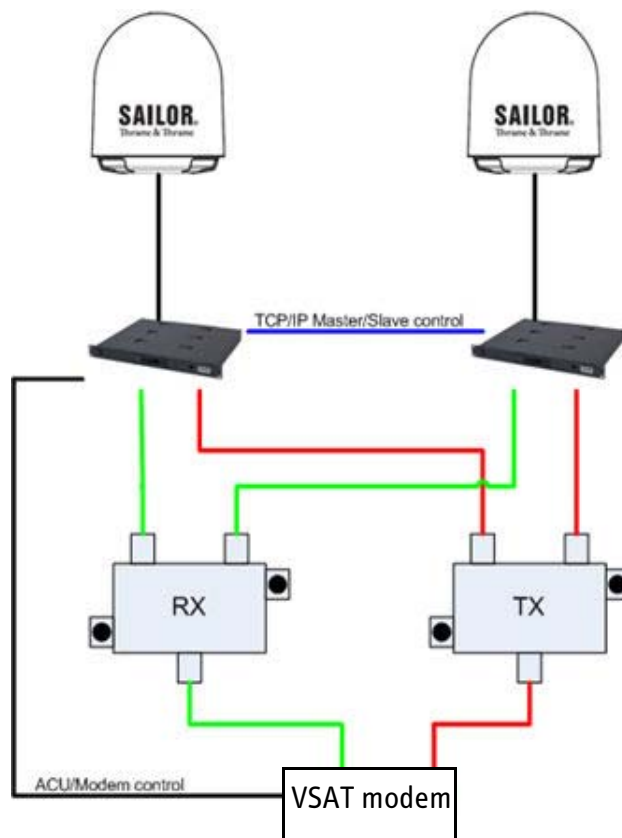 SAILOR.
Thrane & Thrane
SAILOR.
Thrane & Thrane
TCP/IP Master/Slave control
RX
TX
ACU/Modem control
VSAT modem